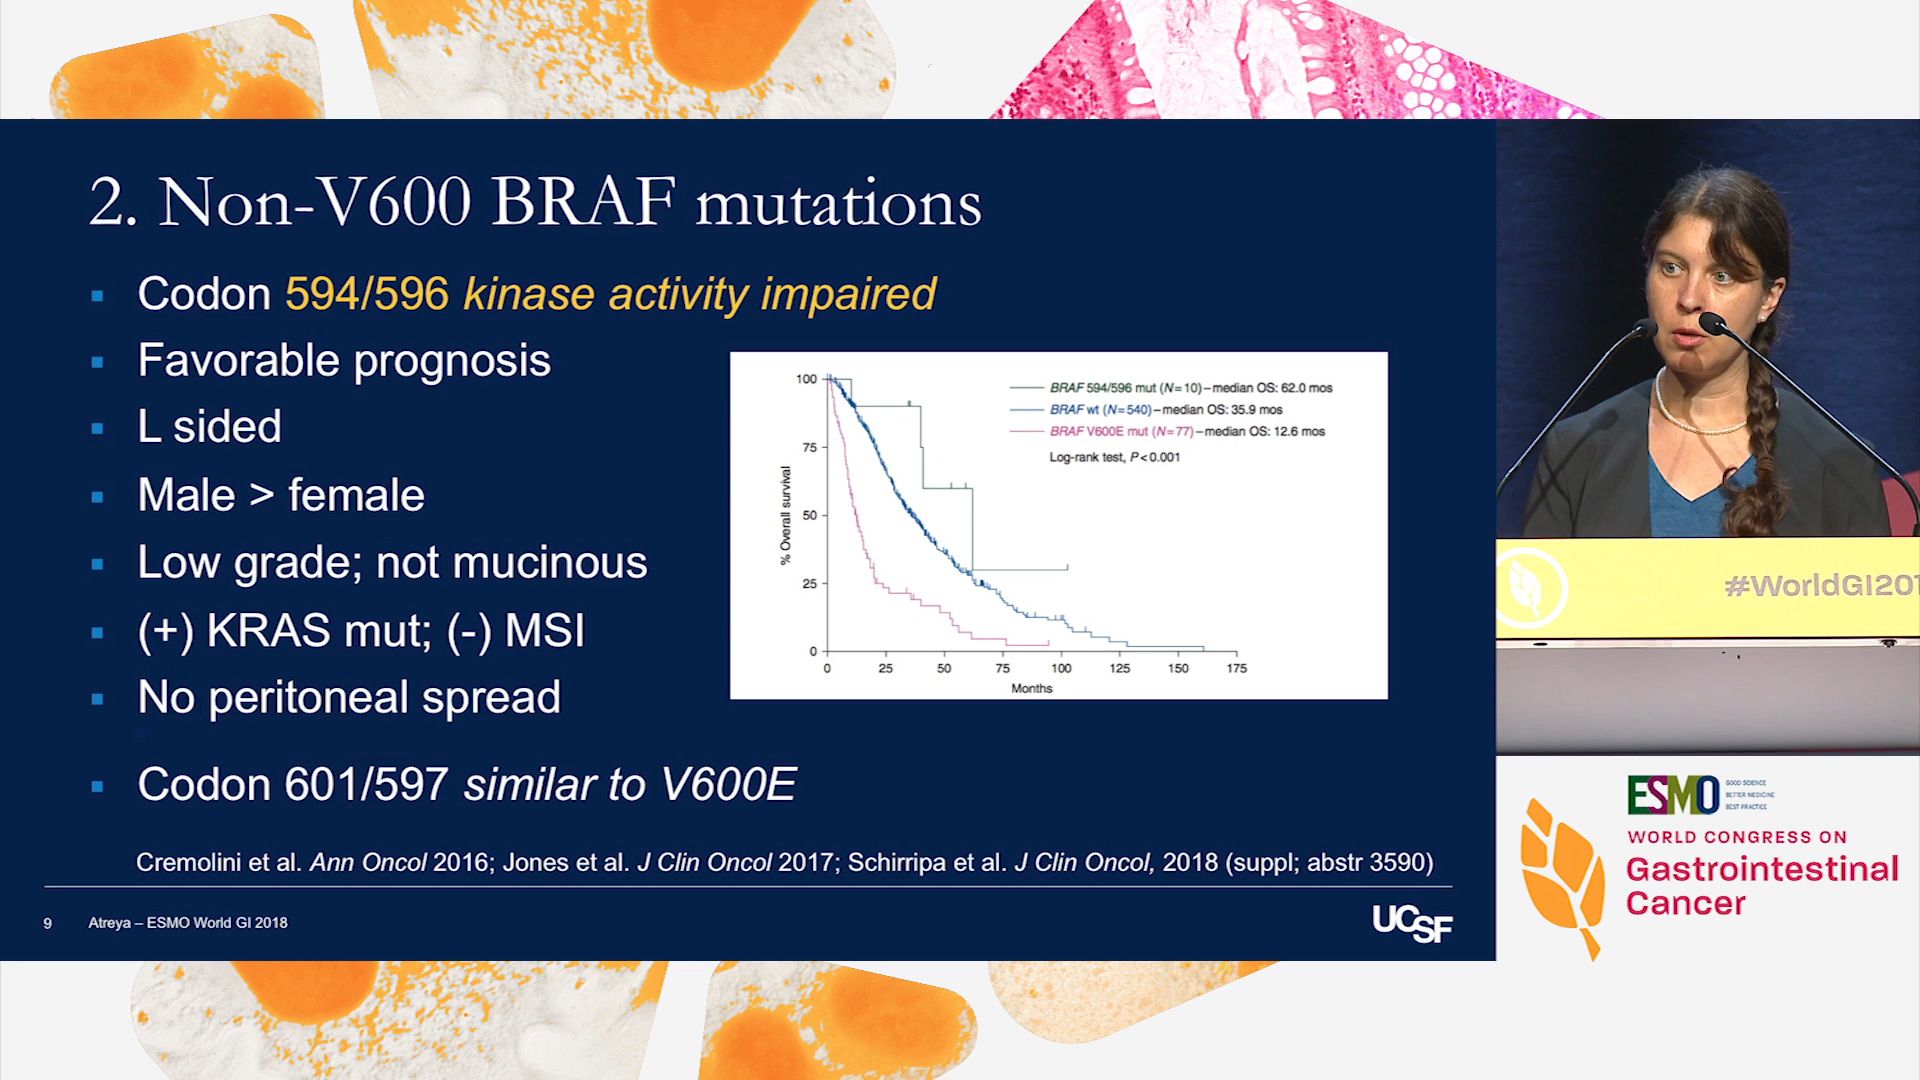 2. Non-V600 BRAF mutations
Codon 594/596 kinase activity impaired
Favorable prognosis
L sided
Male > female
Low grade; not mucinous
(+) KRAS mut; (-) MSI
No peritoneal spread
Codon 601/597 similar to V600E
BRAF 594/596 mut (N=10)–median OS: 62.0 mos
BRAF wt (N=540)–median OS: 35.9 mos
BRAF V600E mut (N=77)–median OS: 12.6 mos
Log-rank test, P<0.001
% Overall survival
100
75
50
25
0
0 25 50 75 100 125 150 175
Months
Cremolini et al. Ann Oncol 2016; Jones et al. J Clin Oncol 2017; Schirripa et al. J Clin Oncol, 2018 (suppl; abstr 3590)
9 Atreya – ESMO World GI 2018
UCSF
#WorldGI201
ESMO
GOOD SCIENCE
BETTER MEDICINE
BEST PRACTICE
WORLD CONGRESS ON
Gastrointestinal
Cancer